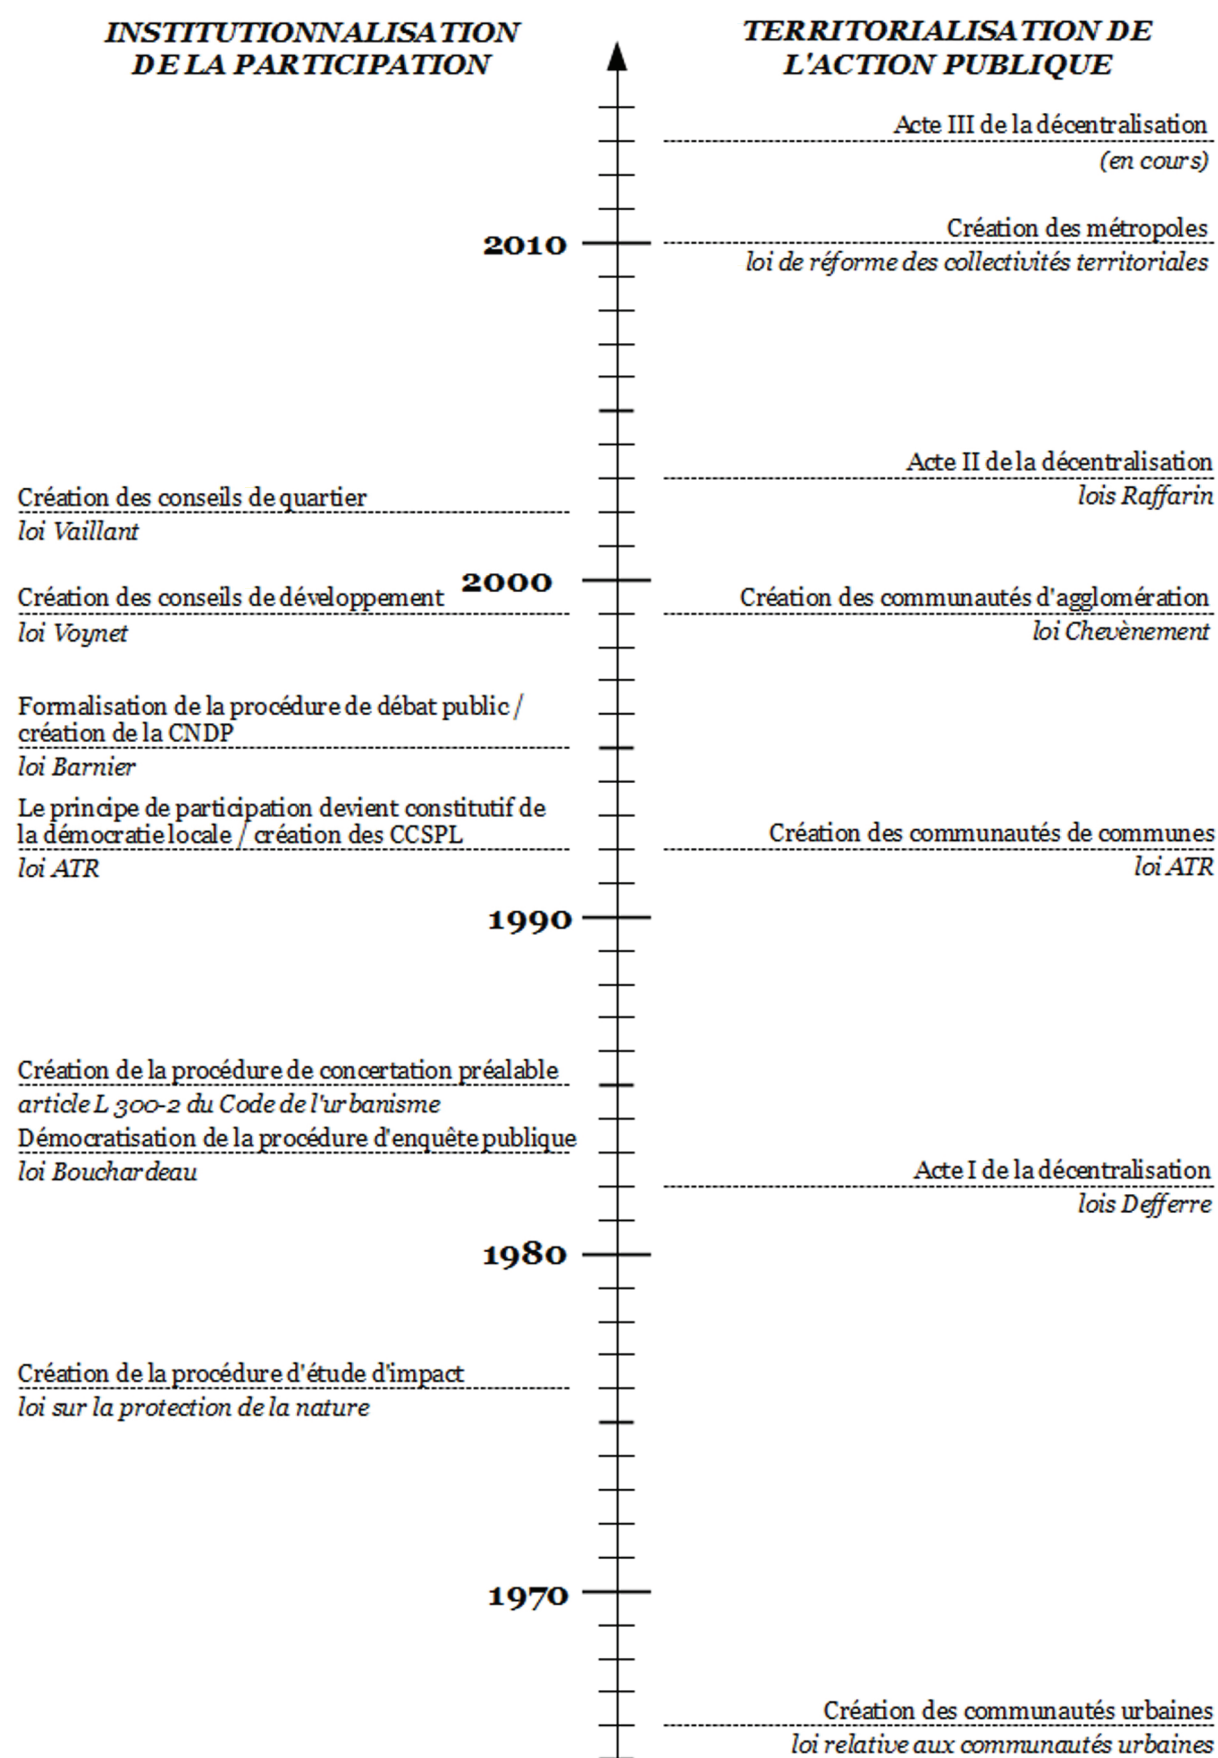 INSTITUTIONNALISATION
DE LA PARTICIPATION
TERRITORIALISATION DE
L'ACTION PUBLIQUE
Acte III de la décentralisation
(en cours)
2010
Création des métropoles
loi de réforme des collectivités territoriales
Acte II de la décentralisation
lois Raffarin
Création des conseils de quartier
loi Vaillant
2000
Création des conseils de développement
loi Voynet
Création des communautés d'agglomération
loi Chevènement
Formalisation de la procédure de débat public /
création de la CNDP
loi Barnier
Le principe de participation devient constitutif de
la démocratie locale / création des CCSPL
loi ATR
Création des communautés de communes
loi ATR
1990
Création de la procédure de concertation préalable
article L 300-2 du Code de l'urbanisme
Démocratisation de la procédure d'enquête publique
loi Bouchardeau
Acte I de la décentralisation
lois Defferre
1980
Création de la procédure d'étude d'impact
loi sur la protection de la nature
1970
Création des communautés urbaines
loi relative aux communautés urbaines